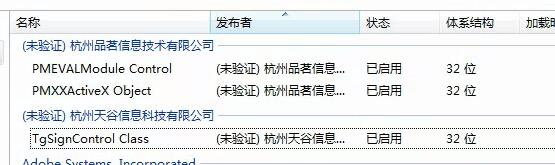 名称 发布者 状态 体系结构 加载时
(未验证) 杭州品茗信息技术有限公司
PMEVALModule Control (未验证) 杭州品茗信息... 已启用 32 位
PMXXActiveX Object (未验证) 杭州品茗信息... 已启用 32 位
(未验证) 杭州天谷信息科技有限公司
TgSignControl Class (未验证) 杭州天谷信息... 已启用 32 位
Adobe Systems, Incorporated